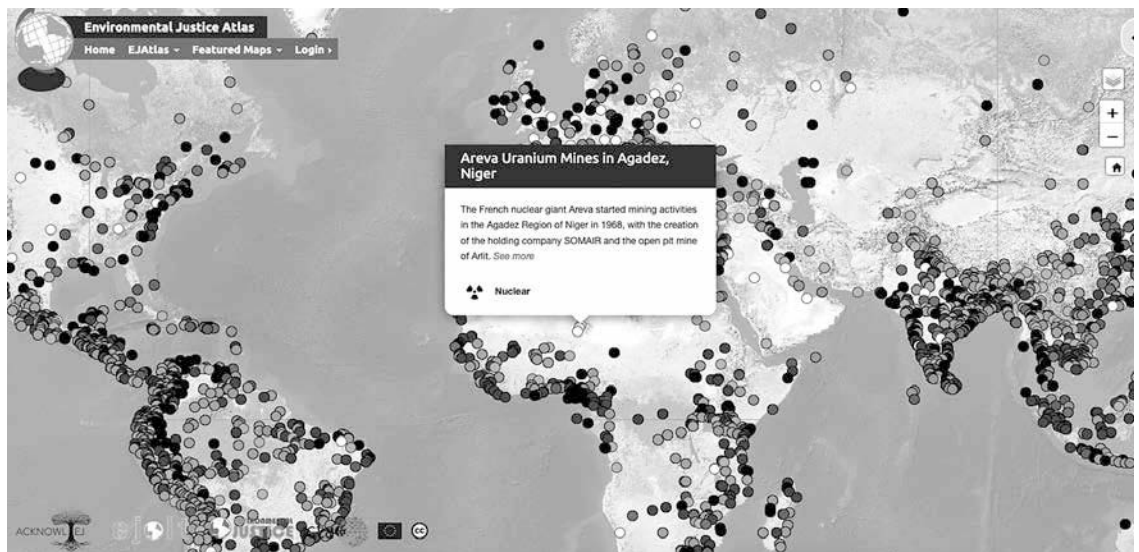 Environmental Justice Atlas
Home EJAtlas Featured Maps Login ›
Areva Uranium Mines in Agadez,
Niger
The French nuclear giant Areva started mining activities
in the Agadez Region of Niger in 1968, with the creation
of the holding company SOMAIR and the open pit mine
of Arlit. See more
Nuclear
+
−
ACKNOWL EJ
JUSTICE
cc